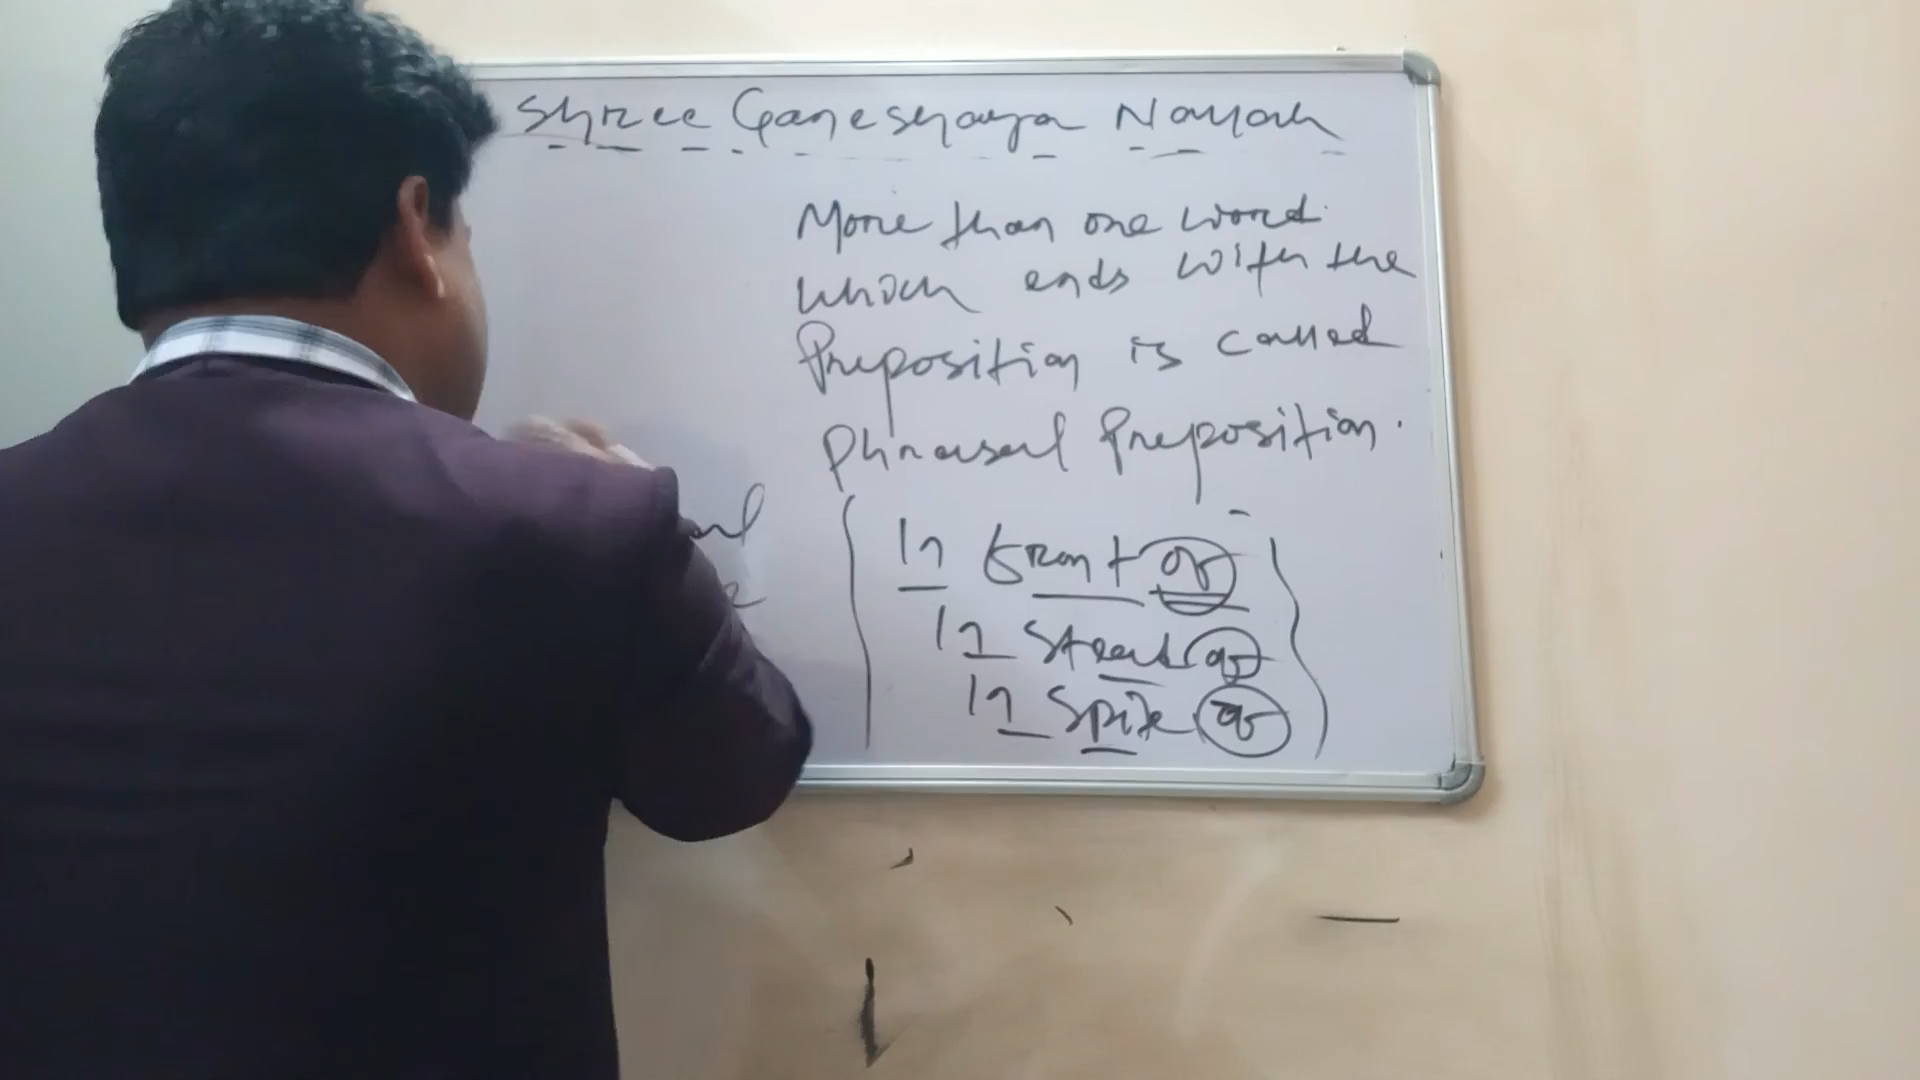 Shree Ganeshaya Namah
More than one word
which ends with the
Preposition is called
Phrasal Preposition.
In front of
In stead of
In spite of